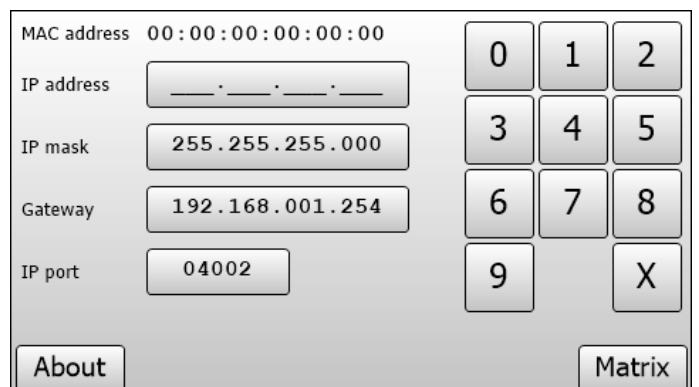 MAC address 00:00:00:00:00:00
IP address ___.___.___.___
IP mask 255.255.255.000
Gateway 192.168.001.254
IP port 04002
0 1 2
3 4 5
6 7 8
9 X
About
Matrix